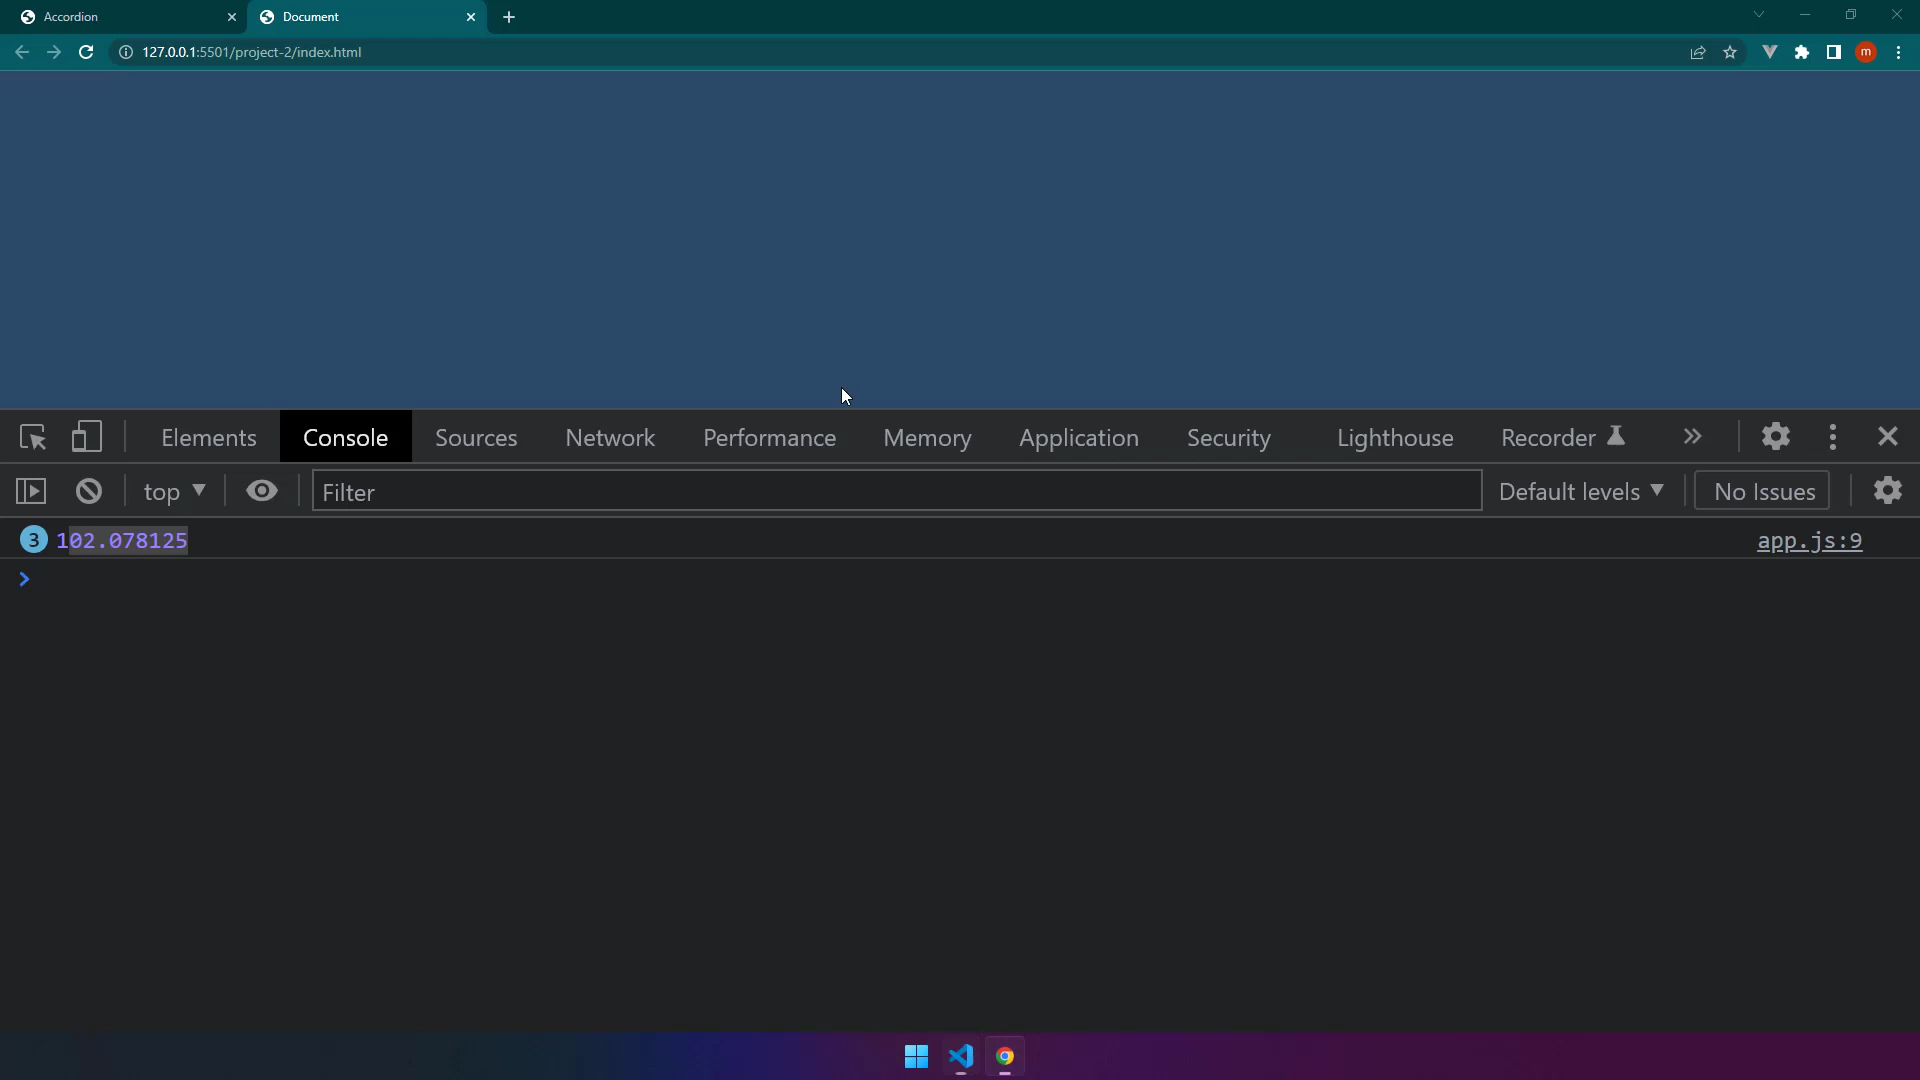 Accordion
Document
127.0.0.1:5501/project-2/index.html
m
Elements Console Sources Network Performance Memory Application Security Lighthouse Recorder
top Filter Default levels No Issues
3 102.078125 app.js:9